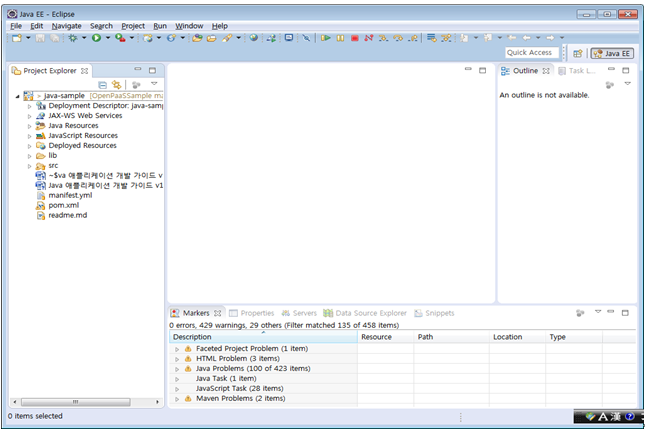 Java EE - Eclipse
File Edit Navigate Search Project Run Window Help
Quick Access
Java EE
Project Explorer
java-sample [OpenPaaSSample ma
Deployment Descriptor: java-samp
JAX-WS Web Services
Java Resources
JavaScript Resources
Deployed Resources
lib
src
~$va 애플리케이션 개발 가이드 v
Java 애플리케이션 개발 가이드 v1
manifest.yml
pom.xml
readme.md
Outline Task L...
An outline is not available.
Markers Properties Servers Data Source Explorer Snippets
0 errors, 429 warnings, 29 others (Filter matched 135 of 458 items)
Description Resource Path Location Type
Faceted Project Problem (1 item)
HTML Problem (3 items)
Java Problems (100 of 423 items)
Java Task (1 item)
JavaScript Task (28 items)
Maven Problems (2 items)
0 items selected
A 漢